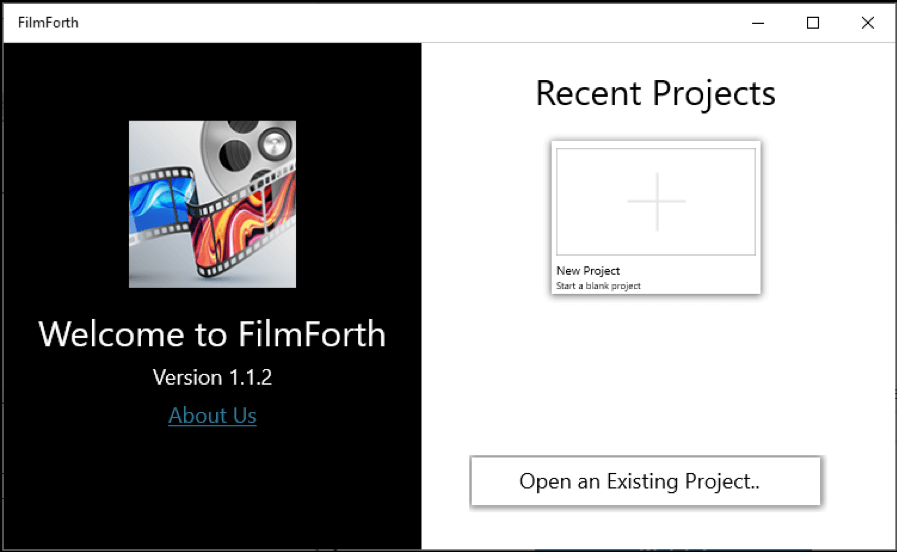 FilmForth
Welcome to FilmForth
Version 1.1.2
About Us
Recent Projects
New Project
Start a blank project
Open an Existing Project..